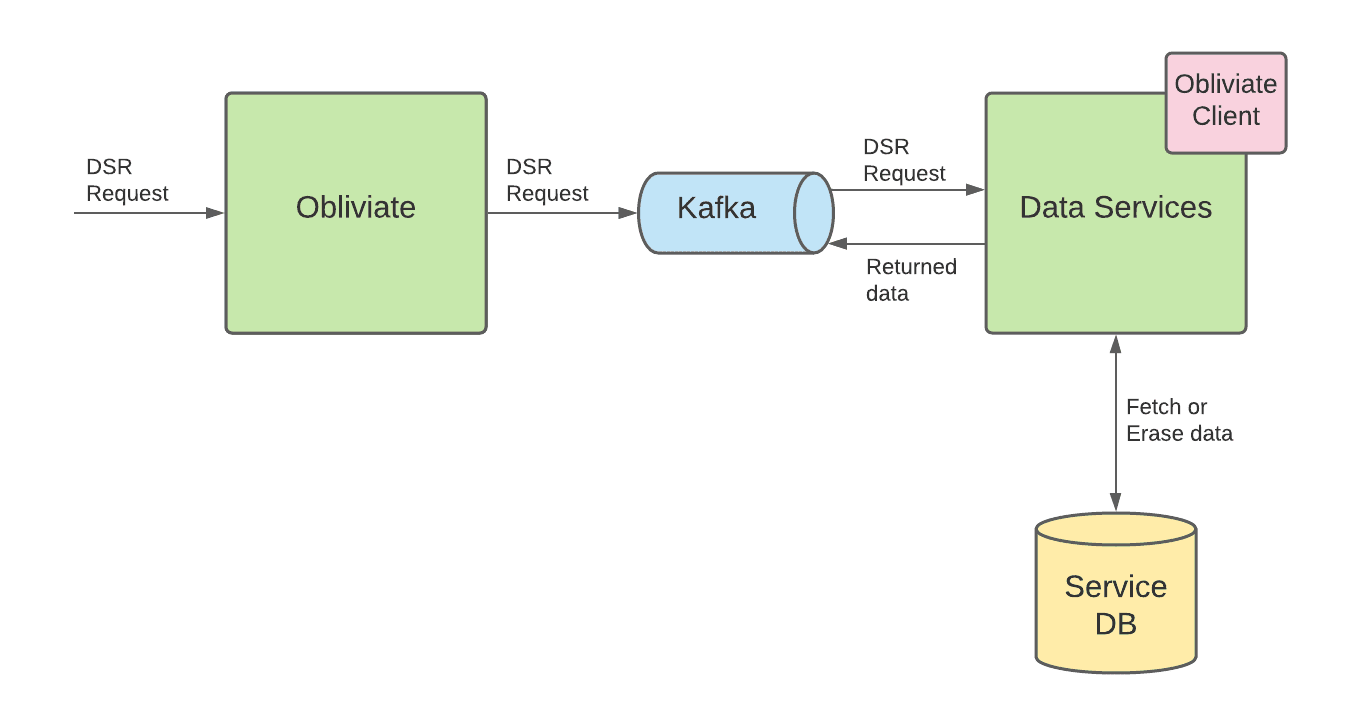 DSR
Request
Obliviate
DSR
Request
Kafka
DSR
Request
Returned
data
Data Services
Obliviate
Client
Fetch or
Erase data
Service
DB